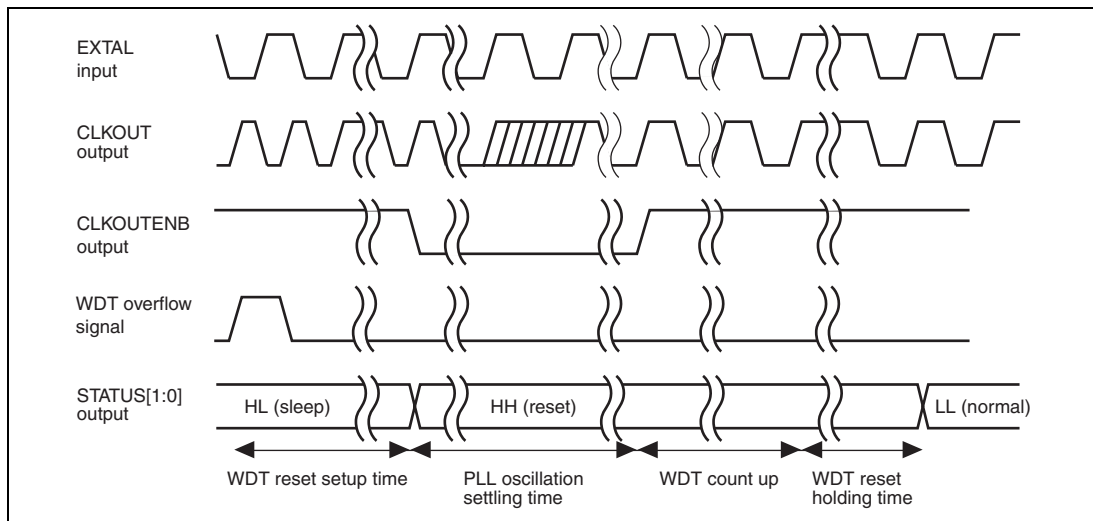 EXTAL
input
CLKOUT
output
CLKOUTENB
output
WDT overflow
signal
STATUS[1:0]
output
HL (sleep)
HH (reset)
LL (normal)
WDT reset setup time
PLL oscillation
settling time
WDT count up
WDT reset
holding time